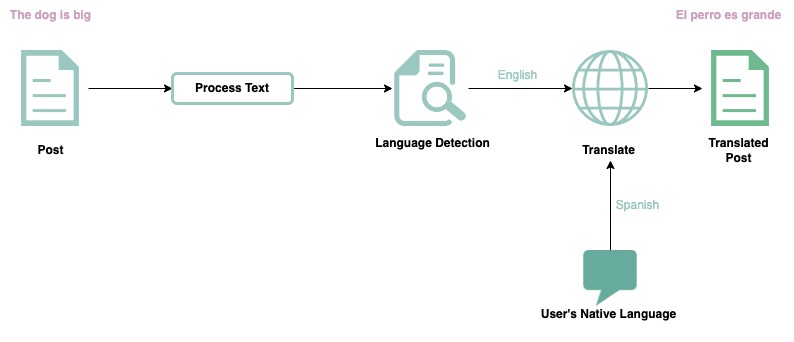 The dog is big
El perro es grande
Process Text
English
Post
Language Detection
Translate
Translated
Post
Spanish
User's Native Language